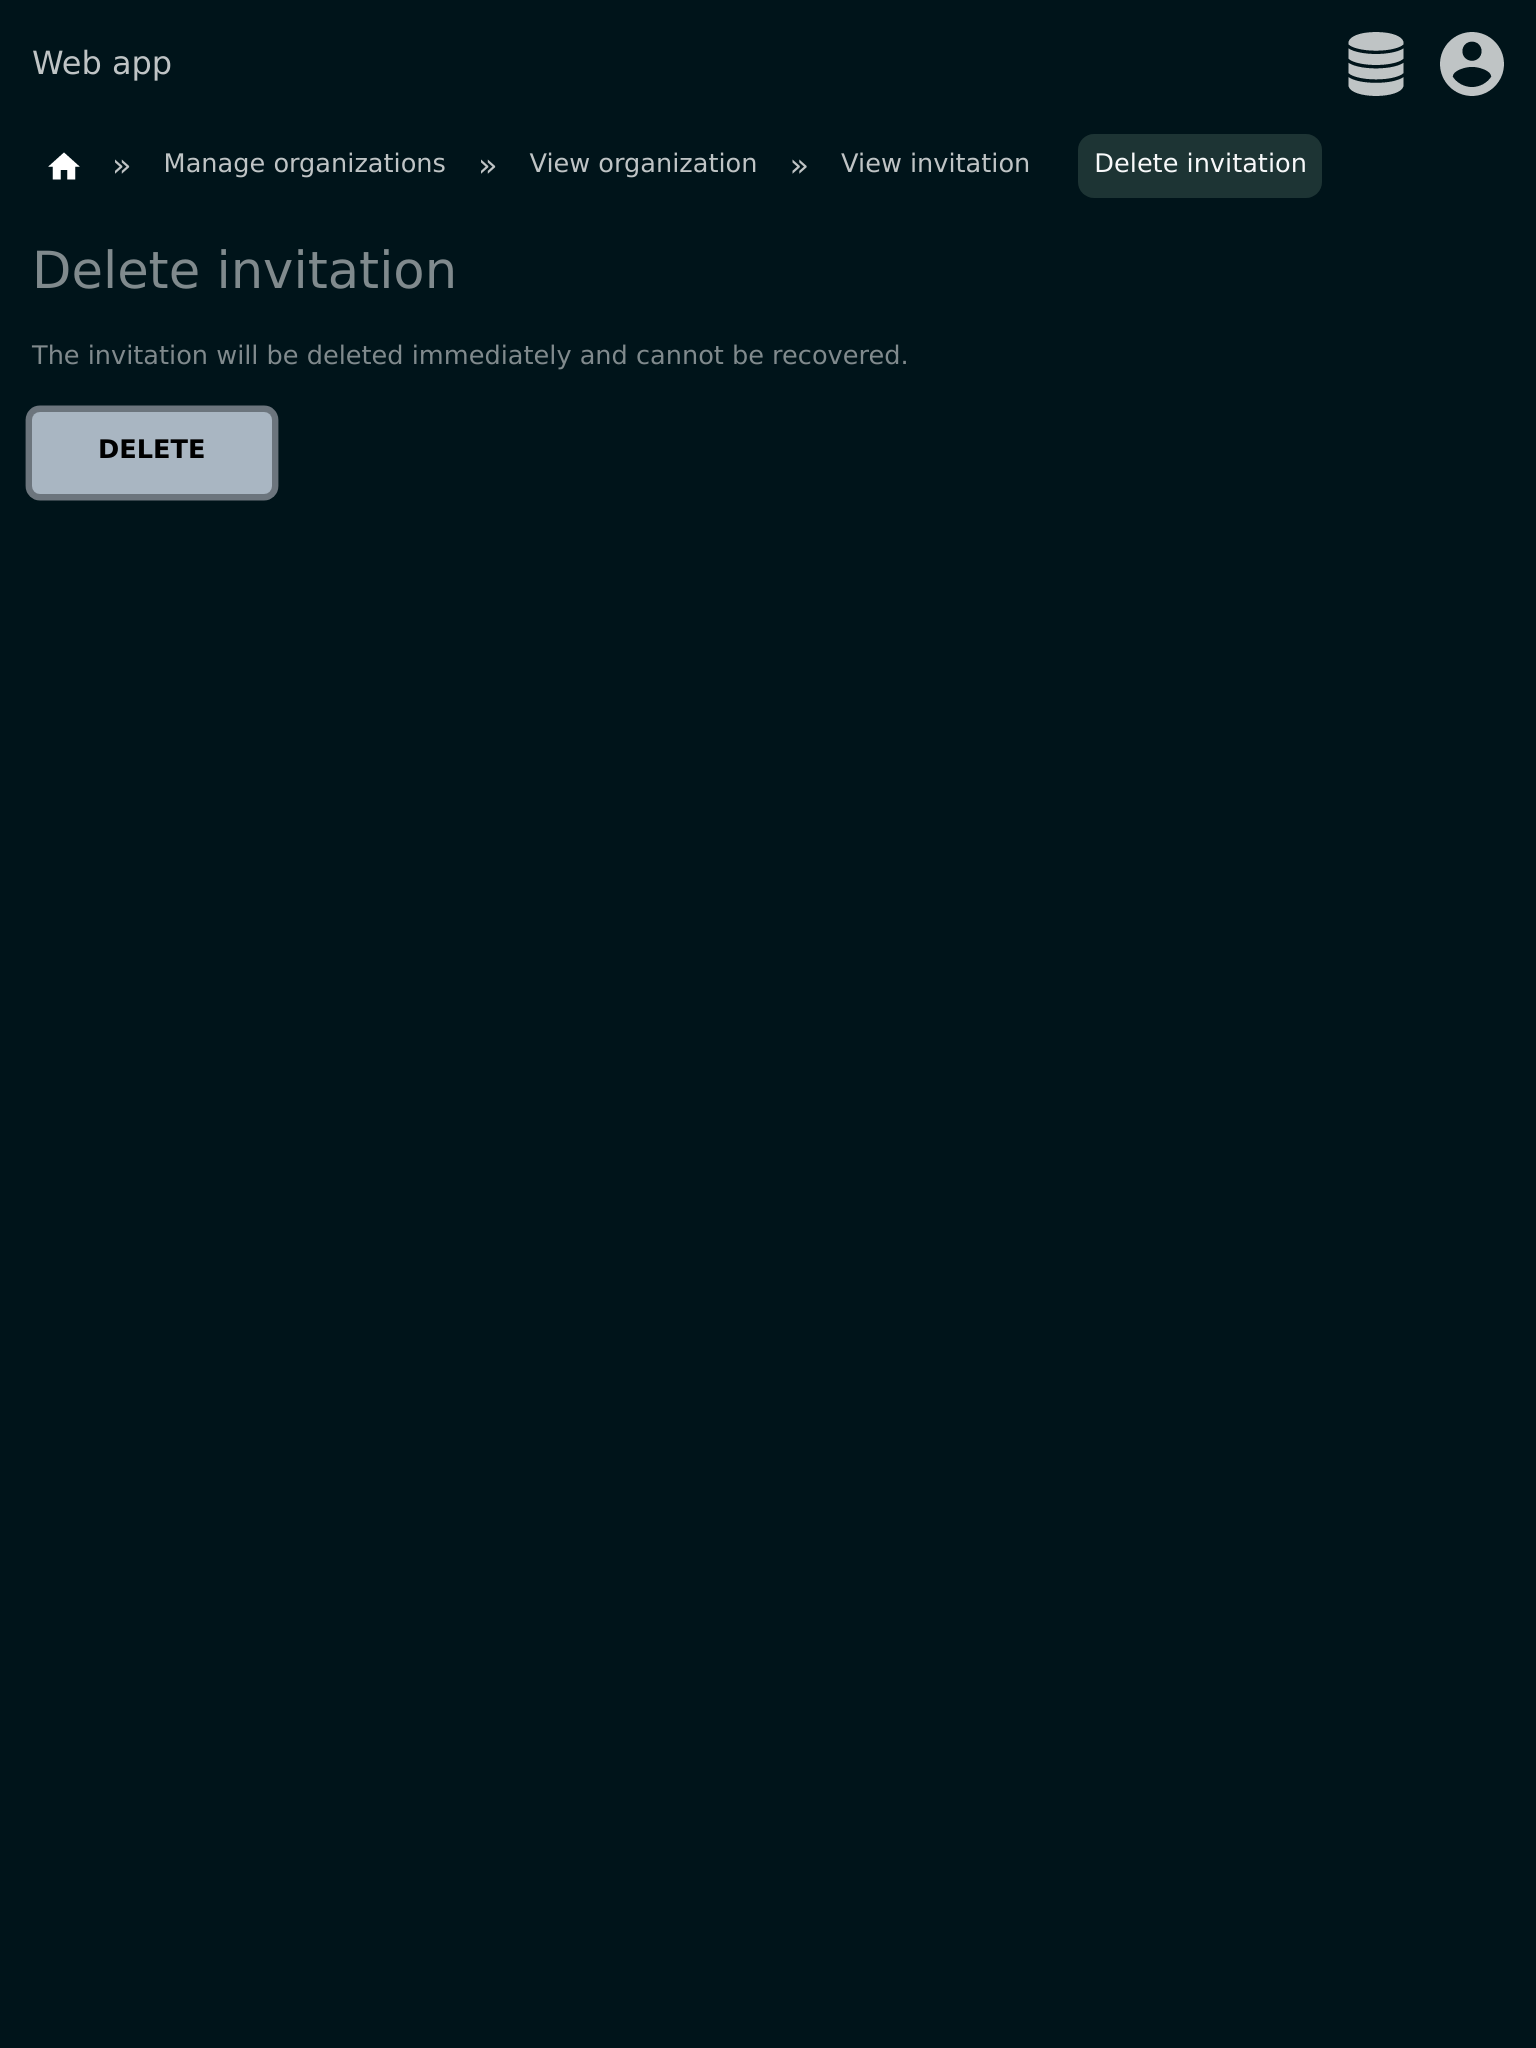 Web app
» Manage organizations » View organization » View invitation Delete invitation
Delete invitation
The invitation will be deleted immediately and cannot be recovered.
DELETE